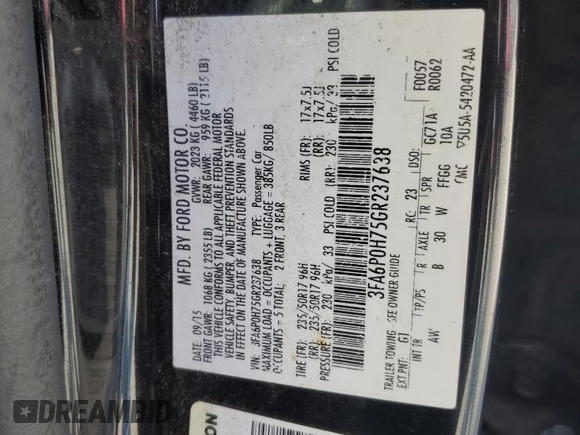 MFD. BY FORD MOTOR CO.
DATE: 09/15
GVWR: 2023 KG (4460 LB)
FRONT GAWR: 1068 KG (2355 LB)
REAR GAWR: 959 KG (2115 LB)
THIS VEHICLE CONFORMS TO ALL APPLICABLE FEDERAL MOTOR
VEHICLE SAFETY, BUMPER, AND THEFT PREVENTION STANDARDS
IN EFFECT ON THE DATE OF MANUFACTURE SHOWN ABOVE.
VIN: 3FA6P0H75GR237638
TYPE: Passenger Car
MAXIMUM LOAD = OCCUPANTS + LUGGAGE = 385KG/ 850LB
OCCUPANTS = 5 TOTAL: 2 FRONT, 3 REAR
TIRE (FR): 235/50R17 96H RIMS (FR): 17x7.5J
(RR): 235/50R17 96H (RR): 17x7.5J
PRESSURE (FR): 230 kPa/ 33 PSI COLD (RR): 230 kPa/ 33 PSI COLD
3FA6P0H75GR237638
TRAILER TOWING - SEE OWNER GUIDE
EXT PNT: G1 RC: 23 DSO: F0057
GC71A R0062
INT TR TP/PS R AXLE TR SPR
AW B 30 W FFGG 10A
FMC 5U5A-5420472-AA
ON
DREAMBID